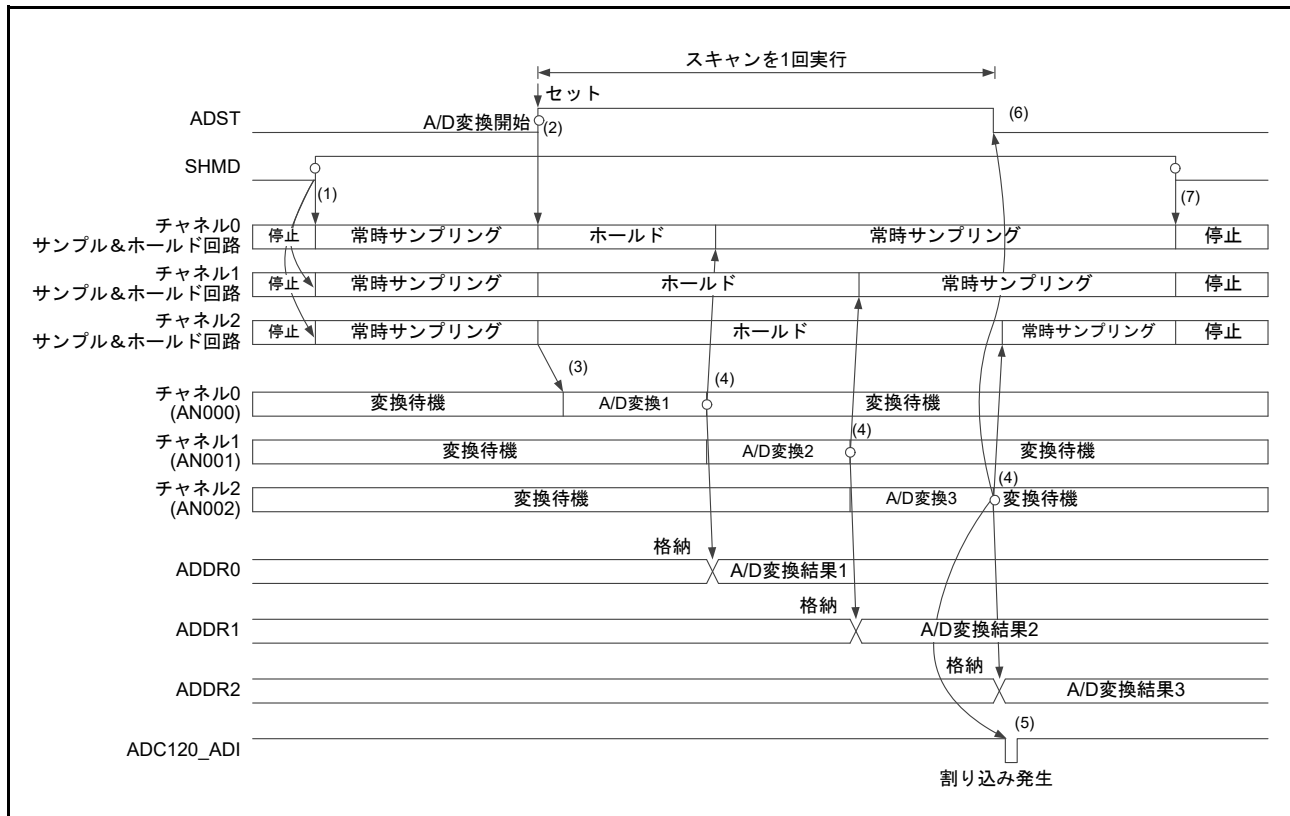 スキャンを1回実行
セット
ADST
A/D変換開始
(2)
(6)
SHMD
(1)
(7)
チャネル0
サンプル&ホールド回路
停止
常時サンプリング
ホールド
常時サンプリング
停止
チャネル1
サンプル&ホールド回路
停止
常時サンプリング
ホールド
常時サンプリング
停止
チャネル2
サンプル&ホールド回路
停止
常時サンプリング
ホールド
常時サンプリング
停止
(3)
(4)
チャネル0
(AN000)
変換待機
A/D変換1
変換待機
(4)
チャネル1
(AN001)
変換待機
A/D変換2
変換待機
(4)
チャネル2
(AN002)
変換待機
A/D変換3
変換待機
格納
ADDR0
A/D変換結果1
格納
ADDR1
A/D変換結果2
格納
ADDR2
A/D変換結果3
(5)
ADC120_ADI
割り込み発生